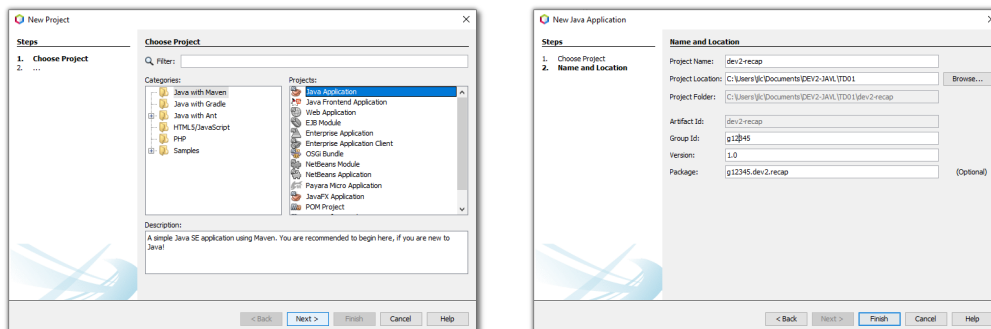 New Project
Steps
1. Choose Project
2. ...
Choose Project
Filter:
Categories:
Java with Maven
Java with Gradle
Java with Ant
HTML5/JavaScript
PHP
Samples
Projects:
Java Application
Java Frontend Application
Web Application
EJB Module
Enterprise Application
Enterprise Application Client
OSGi Bundle
NetBeans Module
NetBeans Application
Payara Micro Application
JavaFX Application
POM Project
Description:
A simple Java SE application using Maven. You are recommended to begin here, if you are new to
Java!
< Back Next > Finish Cancel Help
New Java Application
Steps
1. Choose Project
2. Name and Location
Name and Location
Project Name: dev2-recap
Project Location: C:\Users\jlc\Documents\DEV2-JAVL\TD01 Browse...
Project Folder: C:\Users\jlc\Documents\DEV2-JAVL\TD01\dev2-recap
Artifact Id: dev2-recap
Group Id: g12345
Version: 1.0
Package: g12345.dev2.recap (Optional)
< Back Next > Finish Cancel Help